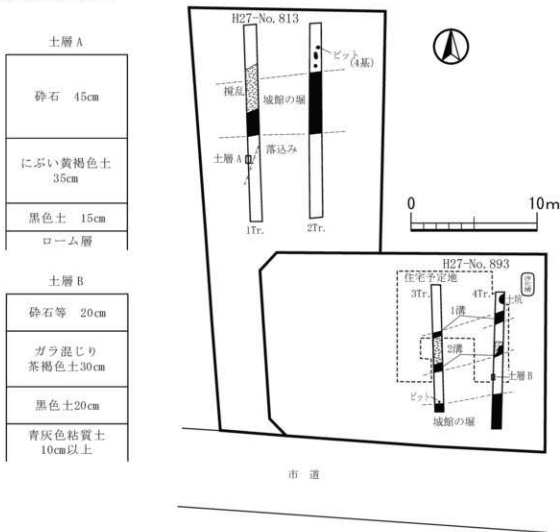 土層 A
砕石 45cm
にぶい黄褐色土
35cm
黒色土 15cm
ローム層
土層 B
砕石等 20cm
ガラ混じり
茶褐色土30cm
黒色土20cm
青灰色粘質土
10cm以上
H27-No.813
ピット
(4基)
攪乱
城館の堀
土層 A
落込み
1Tr.
2Tr.
0
10m
H27-No.893
住宅予定地
浄化槽
3Tr.
4Tr.
土坑
1溝
2溝
土層 B
ピット
城館の堀
市 道